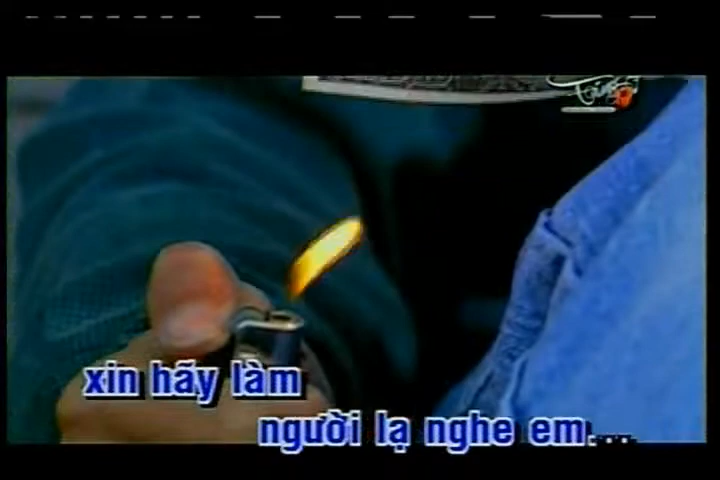 xin hãy làm
người lạ nghe em....